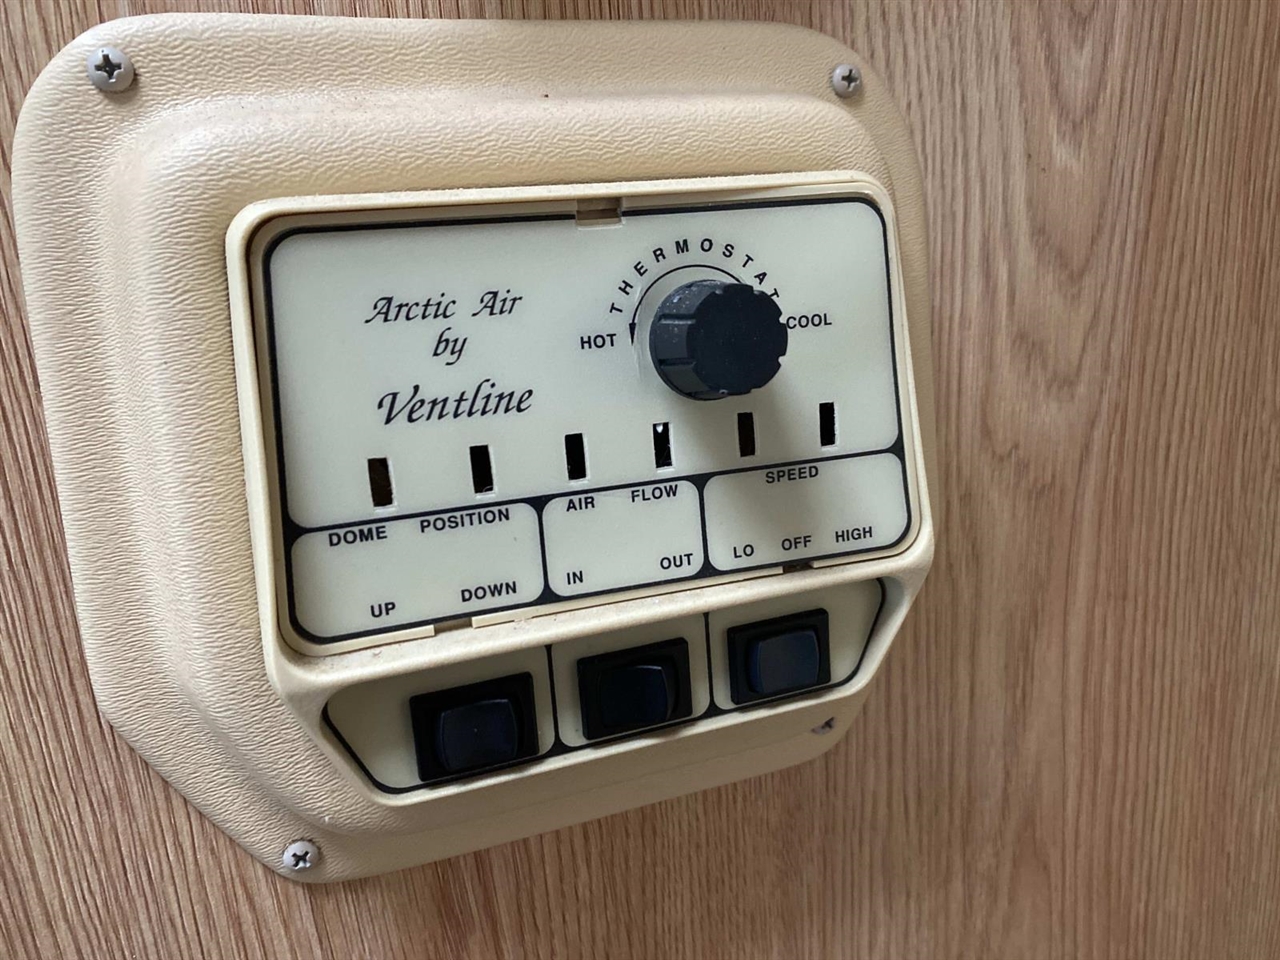 Arctic Air
by
Ventline
THERMOSTAT
HOT
COOL
DOME POSITION
UP DOWN
AIR FLOW
IN OUT
SPEED
LO OFF HIGH